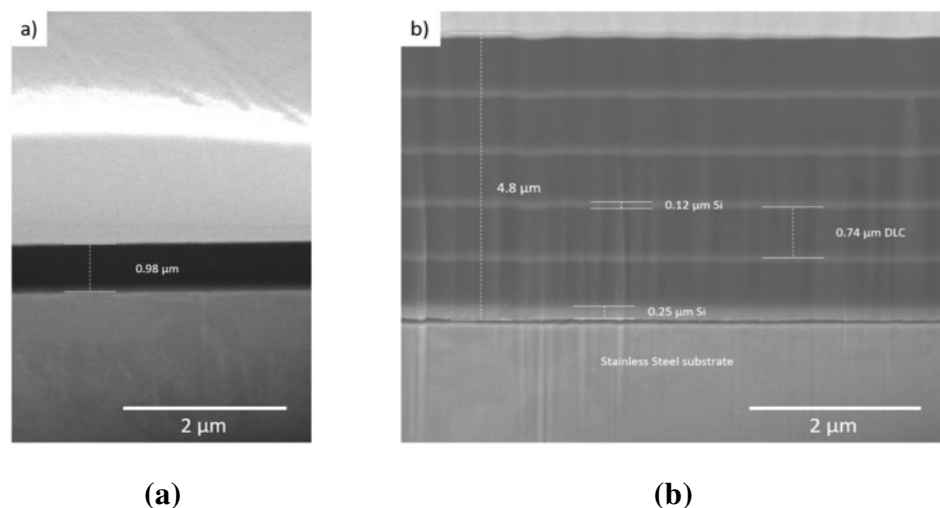 a)
0.98 µm
2 µm
b)
4.8 µm
0.12 µm Si
0.74 µm DLC
0.25 µm Si
Stainless Steel substrate
2 µm
(a)
(b)